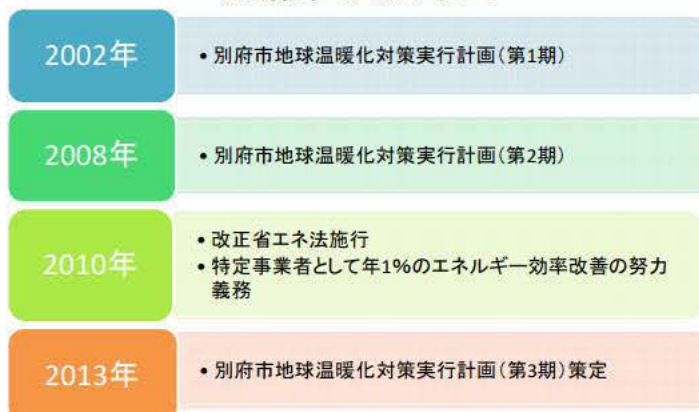 2002年
• 別府市地球温暖化対策実行計画(第1期)
2008年
• 別府市地球温暖化対策実行計画(第2期)
2010年
• 改正省エネ法施行
• 特定事業者として年1%のエネルギー効率改善の努力
義務
2013年
• 別府市地球温暖化対策実行計画(第3期)策定